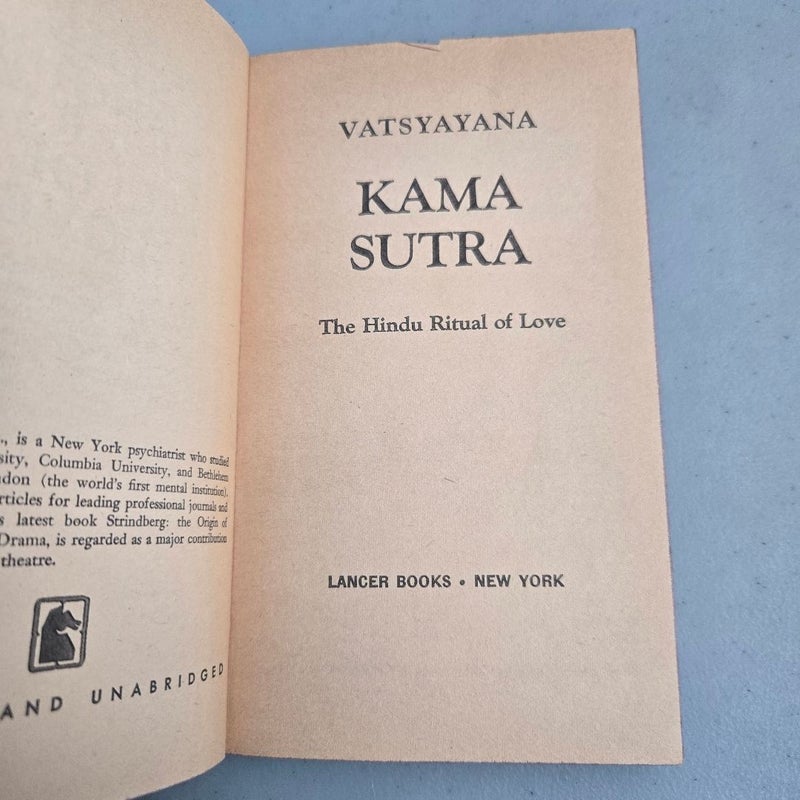 ., is a New York psychiatrist who studied
sity, Columbia University, and Bethlehem
don (the world's first mental institution).
rticles for leading professional journals and
s latest book Strindberg: the Origin of
Drama, is regarded as a major contribution
theatre.
AND UNABRIDGED
VATSYAYANA
KAMA
SUTRA
The Hindu Ritual of Love
LANCER BOOKS • NEW YORK